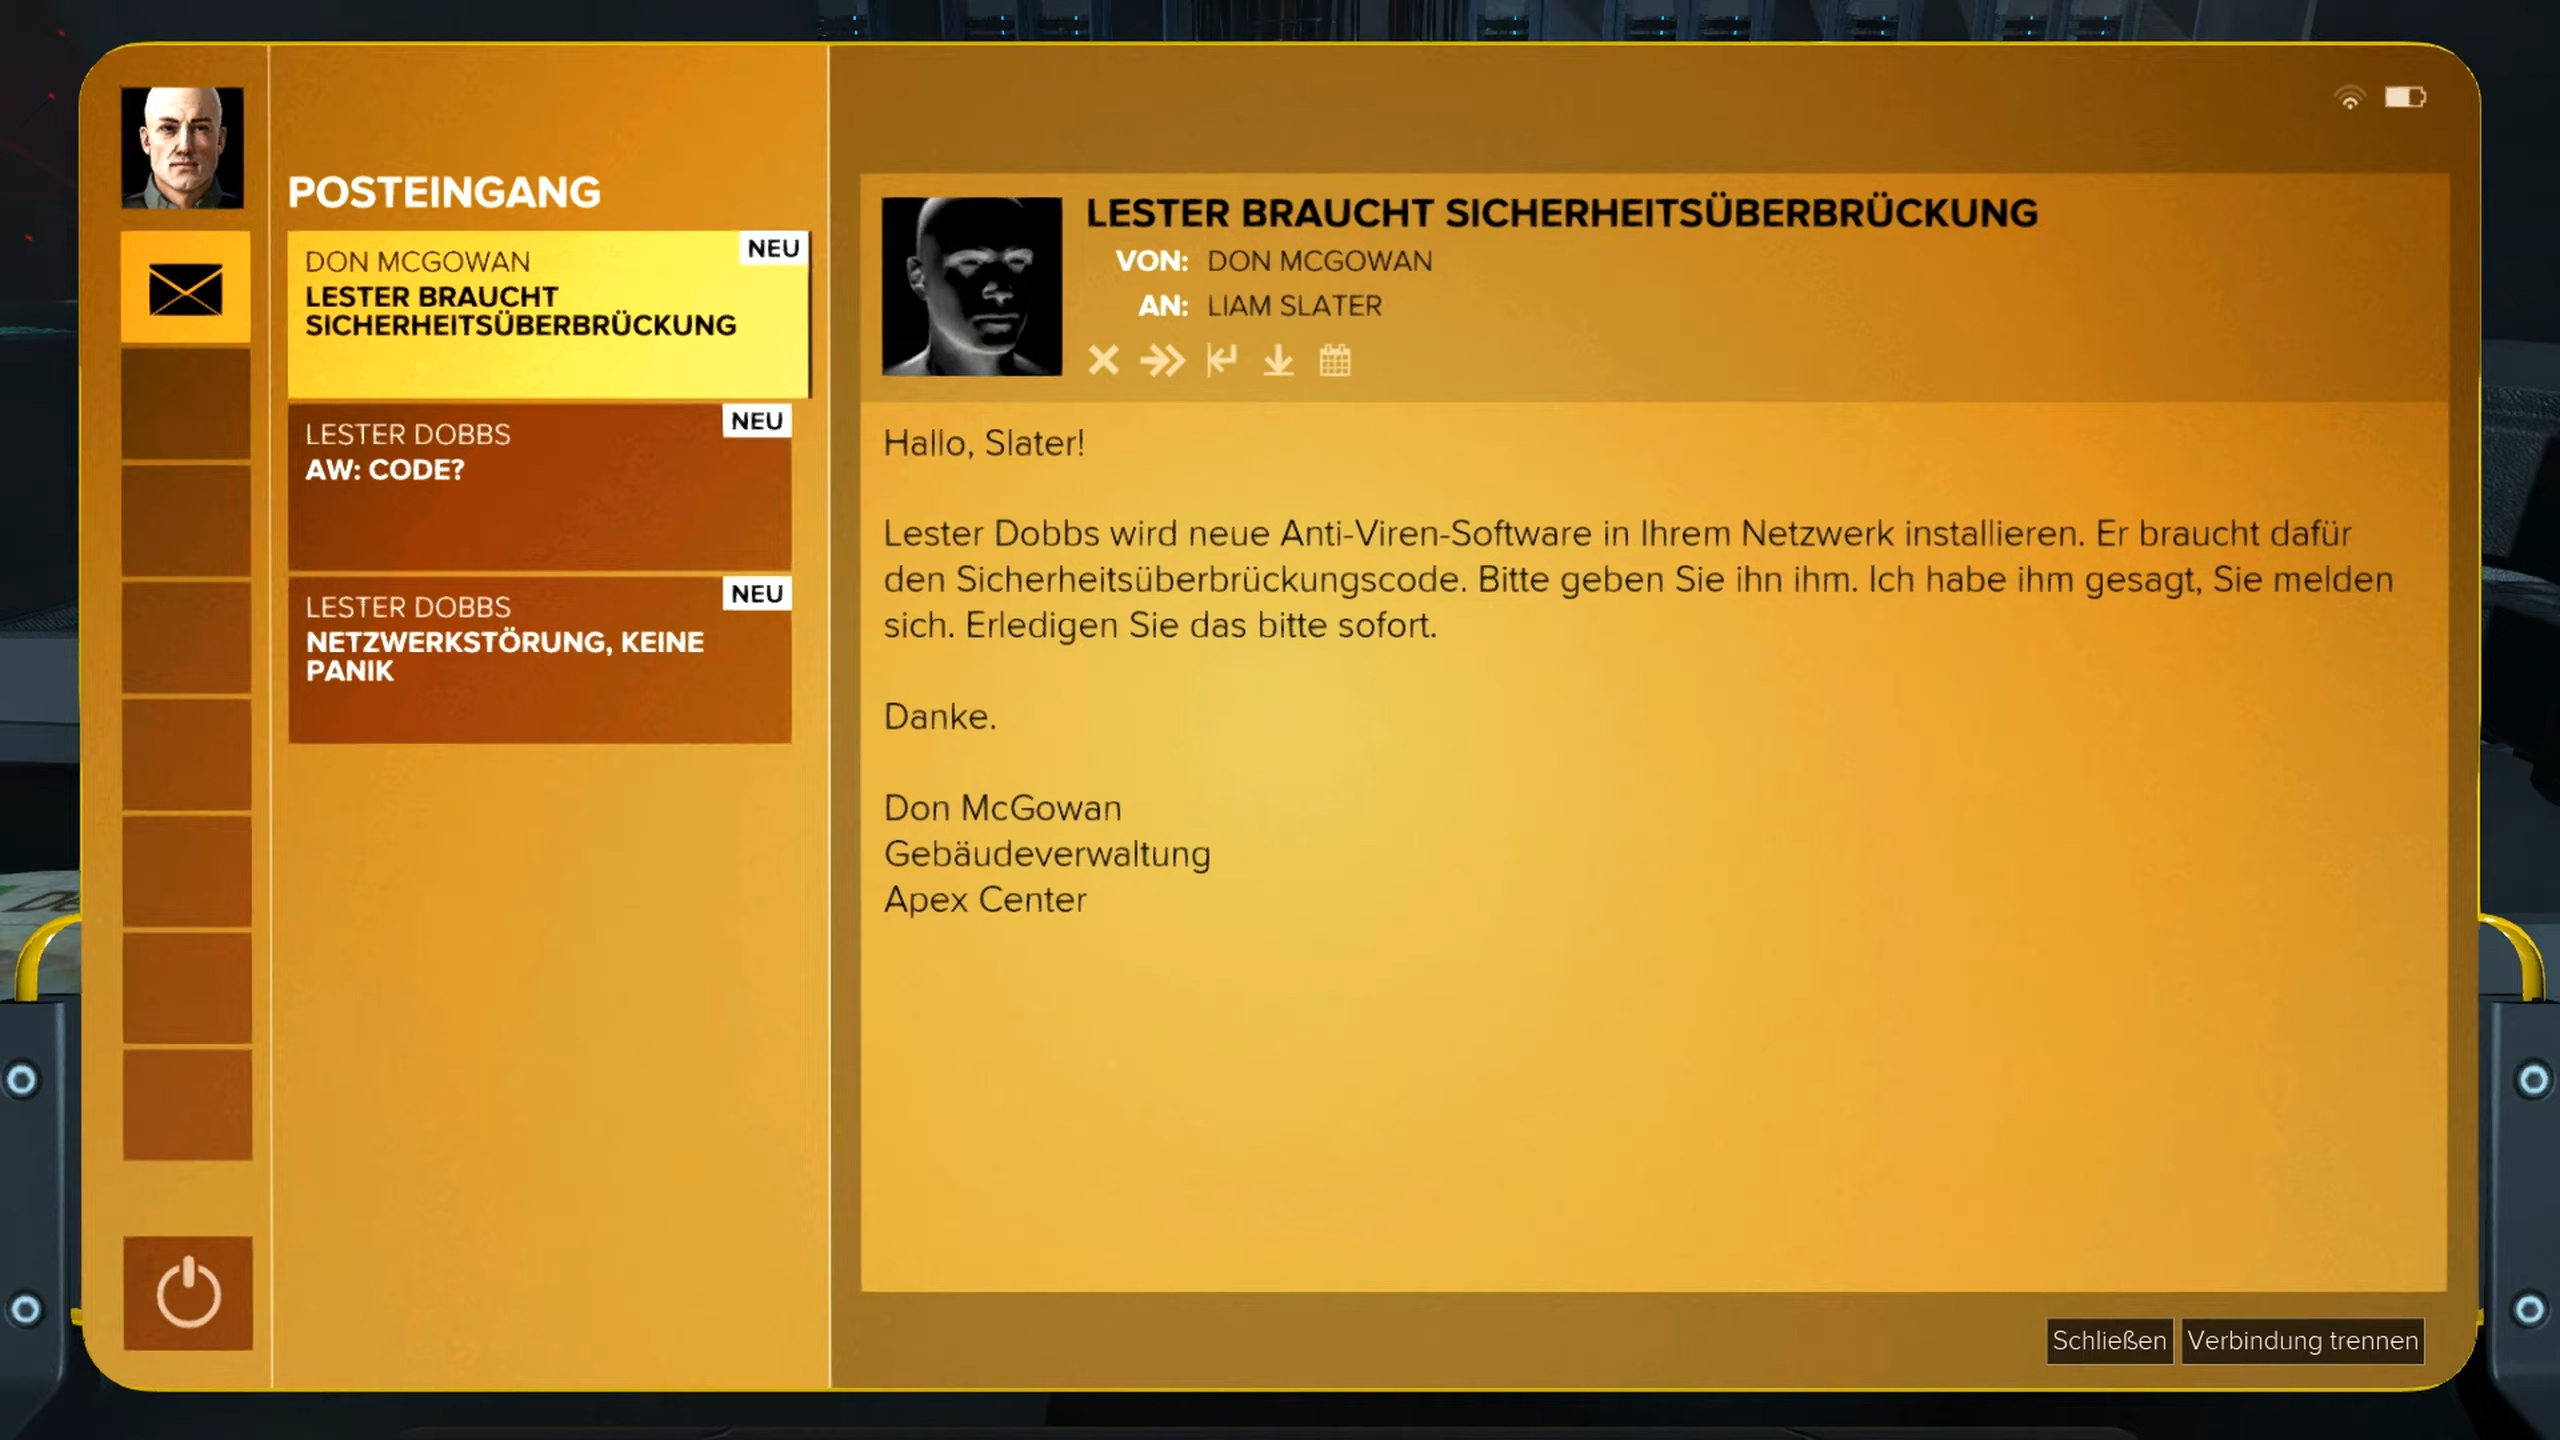 POSTEINGANG
NEU
DON MCGOWAN
LESTER BRAUCHT
SICHERHEITSÜBERBRÜCKUNG
NEU
LESTER DOBBS
AW: CODE?
NEU
LESTER DOBBS
NETZWERKSTÖRUNG, KEINE
PANIK
LESTER BRAUCHT SICHERHEITSÜBERBRÜCKUNG
VON: DON MCGOWAN
AN: LIAM SLATER
Hallo, Slater!
Lester Dobbs wird neue Anti-Viren-Software in Ihrem Netzwerk installieren. Er braucht dafür
den Sicherheitsüberbrückungscode. Bitte geben Sie ihn ihm. Ich habe ihm gesagt, Sie melden
sich. Erledigen Sie das bitte sofort.
Danke.
Don McGowan
Gebäudeverwaltung
Apex Center
Schließen
Verbindung trennen